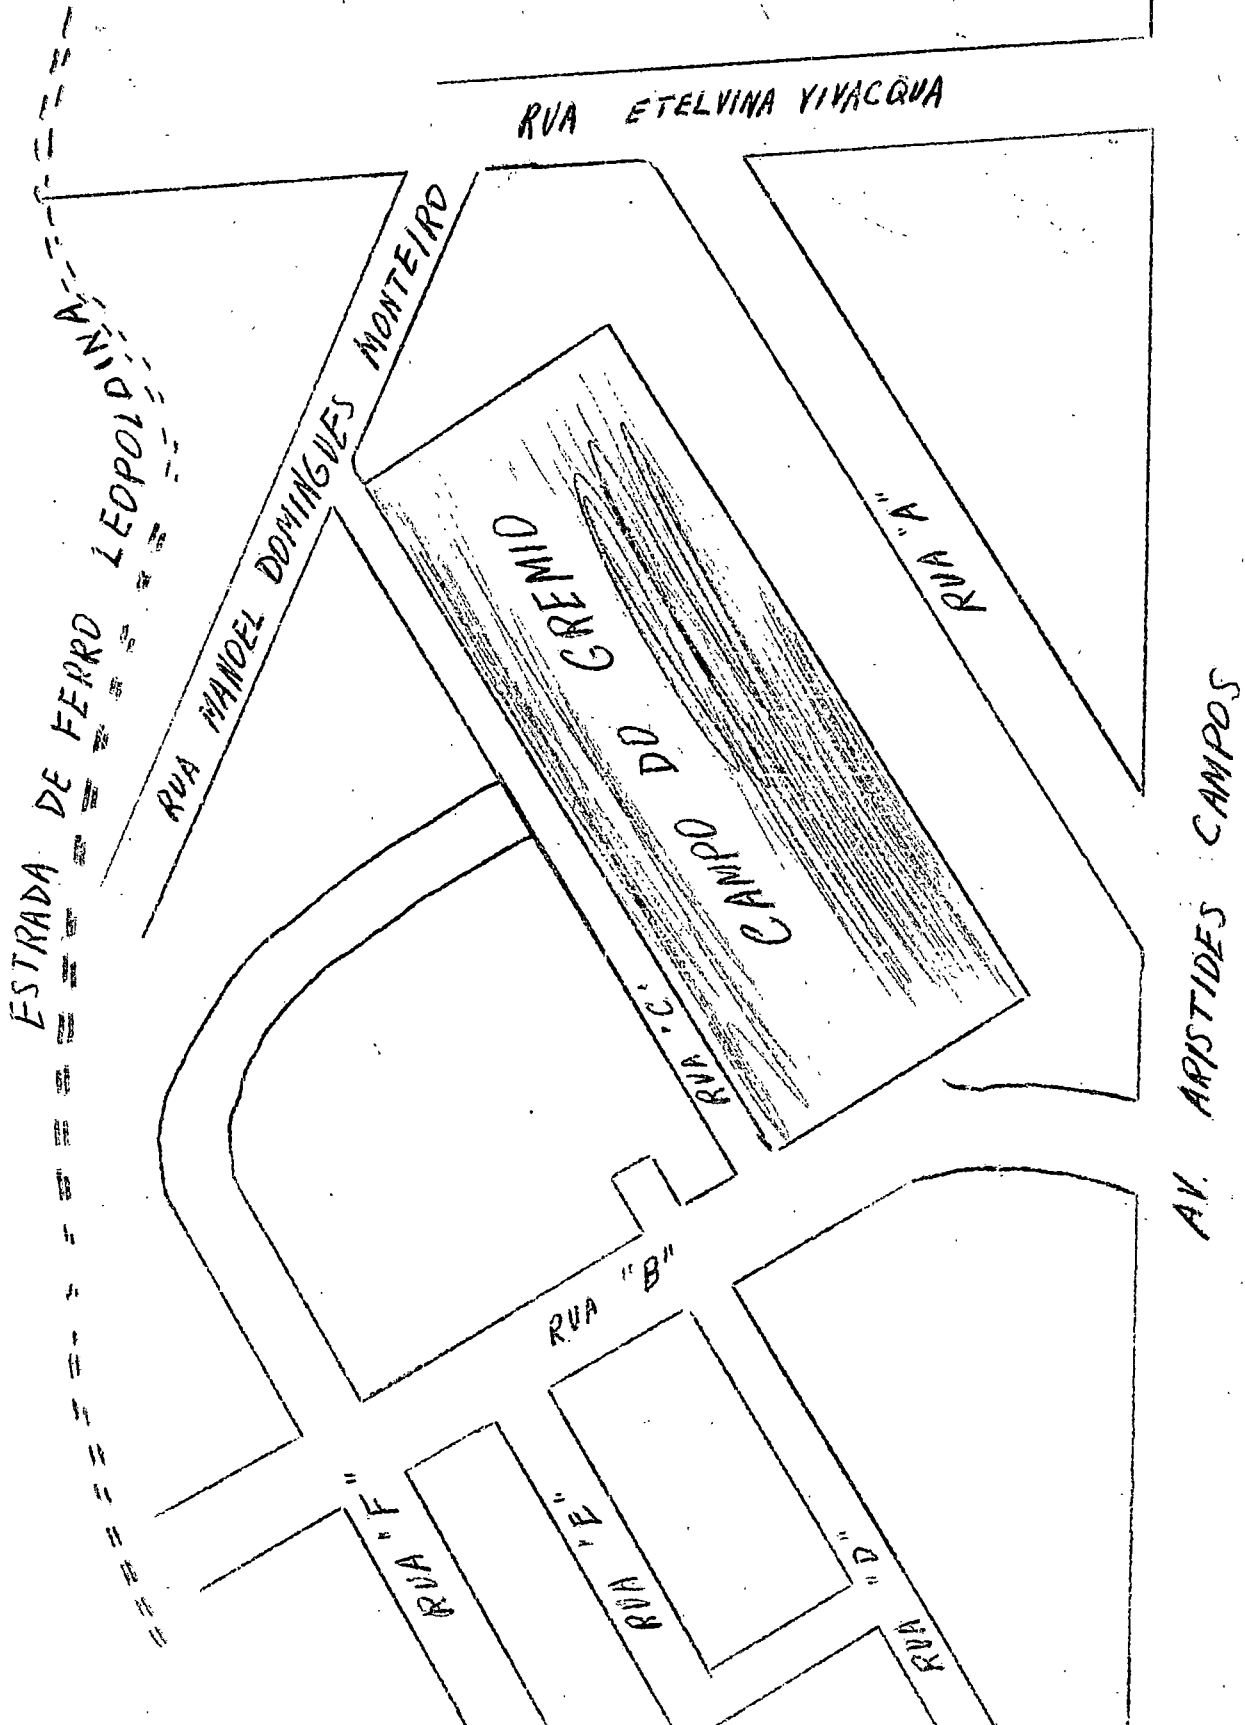 RUA ETELVINA VIVACQUA
RUA MANOEL DOMINGUES MONTEIRO
ESTRADA DE FERRO LEOPOLDINA
CAMPO DO GREMIO
RUA "A"
AV. ARISTIDES CAMPOS
RUA "C"
RUA "B"
RUA "F"
RUA "E"
RUA "D"